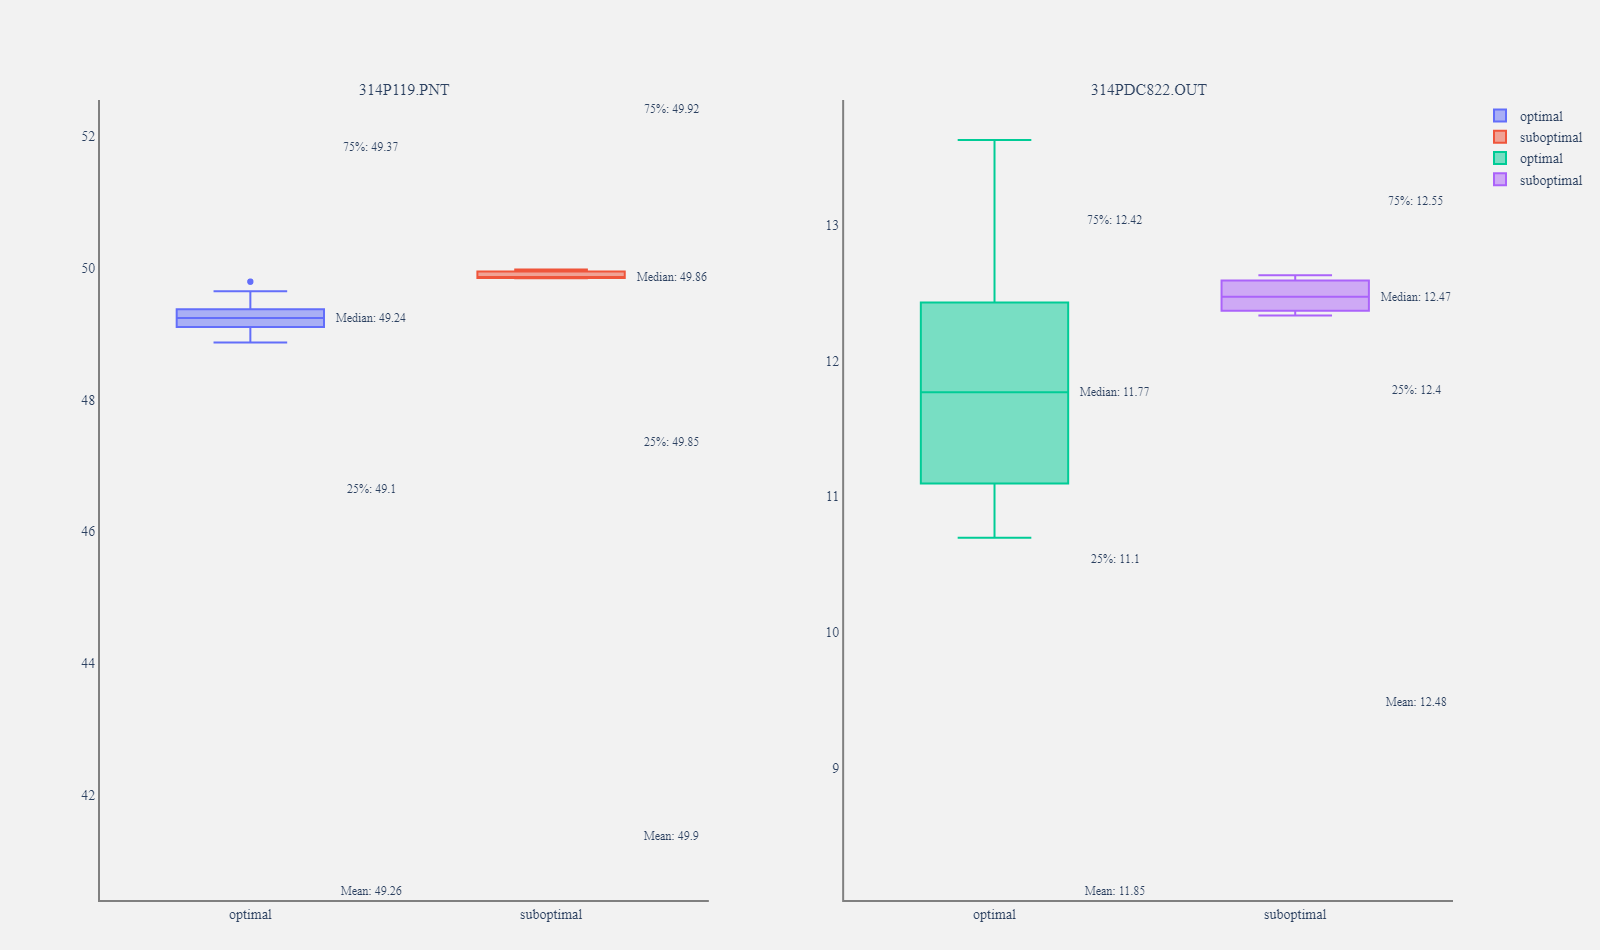 314P119.PNT
52
50
48
46
44
42
75%: 49.37
Median: 49.24
25%: 49.1
Mean: 49.26
75%: 49.92
Median: 49.86
25%: 49.85
Mean: 49.9
optimal
suboptimal
314PDC822.OUT
13
12
11
10
9
75%: 12.42
Median: 11.77
25%: 11.1
Mean: 11.85
75%: 12.55
Median: 12.47
25%: 12.4
Mean: 12.48
optimal
suboptimal
optimal
suboptimal
optimal
suboptimal